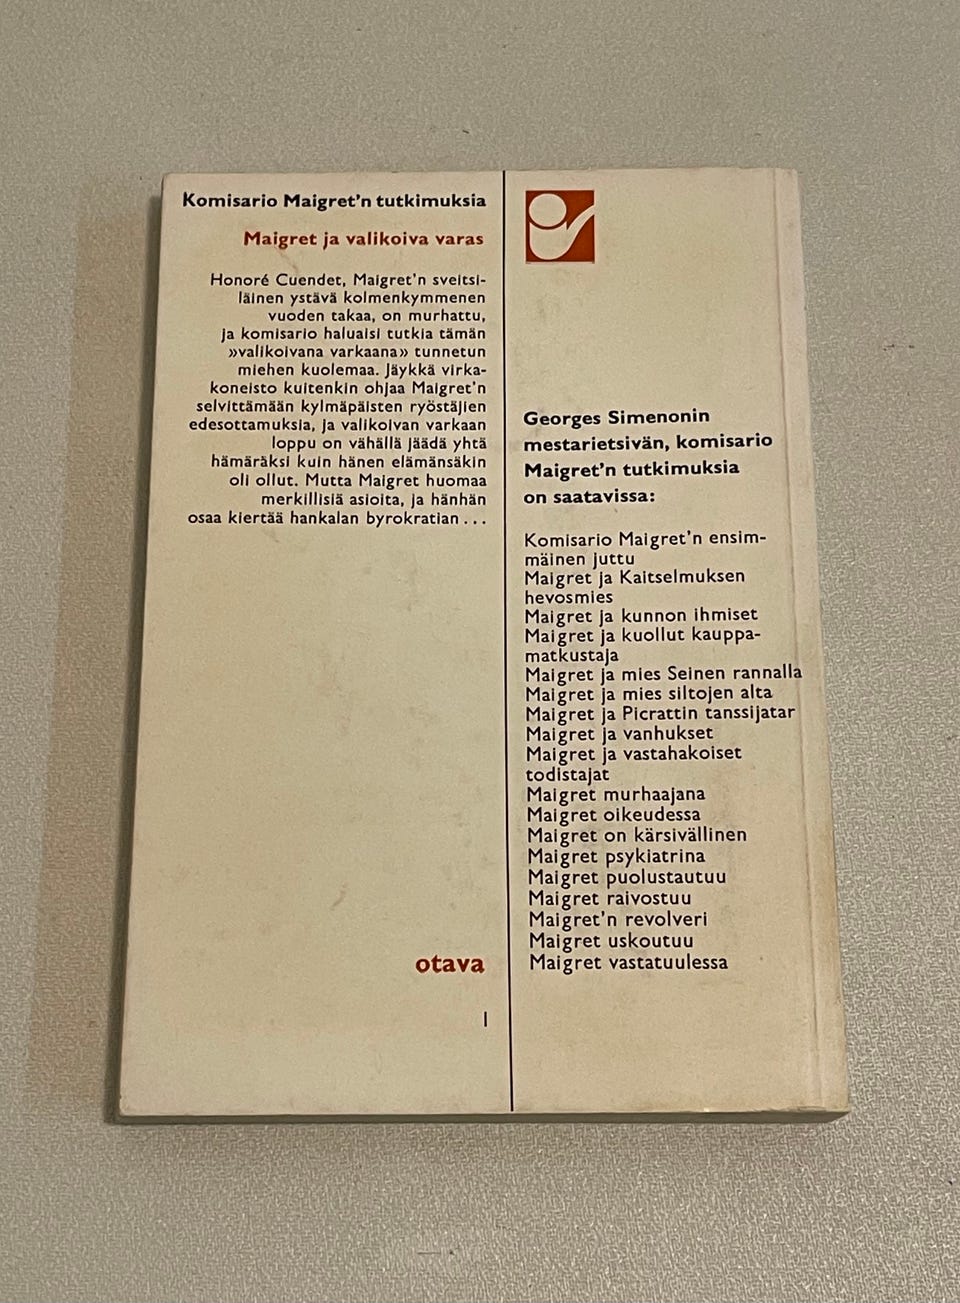 Komisario Maigret'n tutkimuksia
Maigret ja valikoiva varas
Honoré Cuendet, Maigret'n sveitsi-
läinen ystävä kolmenkymmenen
vuoden takaa, on murhattu,
ja komisario haluaisi tutkia tämän
»valikoivana varkaana» tunnetun
miehen kuolemaa. Jäykkä virka-
koneisto kuitenkin ohjaa Maigret'n
selvittämään kylmäpäisten ryöstäjien
edesottamuksia, ja valikoivan varkaan
loppu on vähällä jäädä yhtä
hämäräksi kuin hänen elämänsäkin
oli ollut. Mutta Maigret huomaa
merkillisiä asioita, ja hänhän
osaa kiertää hankalan byrokratian . . .
otava
I
Georges Simenonin
mestarietsivän, komisario
Maigret'n tutkimuksia
on saatavissa:
Komisario Maigret'n ensim-
mäinen juttu
Maigret ja Kaitselmuksen
hevosmies
Maigret ja kunnon ihmiset
Maigret ja kuollut kauppa-
matkustaja
Maigret ja mies Seinen rannalla
Maigret ja mies siltojen alta
Maigret ja Picrattin tanssijatar
Maigret ja vanhukset
Maigret ja vastahakoiset
todistajat
Maigret murhaajana
Maigret oikeudessa
Maigret on kärsivällinen
Maigret psykiatrina
Maigret puolustautuu
Maigret raivostuu
Maigret'n revolveri
Maigret uskoutuu
Maigret vastatuulessa